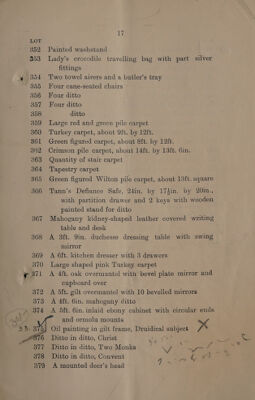 17
LOT
352 Painted washstand
353 Lady's crocodile travelling bag with part silver
fittings
354 Two towel airers and a butler's tray
355 Four cane-seated chairs
356 Four ditto
357 Four ditto
358 ditto
359 Large red and green pile carpet
360 Turkey carpet, about 9ft. by 12ft.
361 Green figured carpet, about 8ft. by 12ft.
362 Crimson pile carpet, about 14ft. by 13ft. 6in.
363 Quantity of stair carpet
364 Tapestry carpet
365 Green figured Wilton pile carpet, about 13ft. square
366 Tann's Defiance Safe, 24in. by 17½in. by 20in.,
with partition drawer and 2 keys with wooden
painted stand for ditto
367 Mahogany kidney-shaped leather covered writing
table and desk
368 A 3ft. 9in. duchesse dressing table with swing
mirror
369 A 6ft. kitchen dresser with 3 drawers
370 Large shaped pink Turkey carpet
371 A 4ft. oak overmantel with bevel plate mirror and
cupboard over
372 A 5ft. gilt overmantel with 10 bevelled mirrors
373 A 4ft. 6in. mahogany ditto
374 A 5ft. 6in. inlaid ebony cabinet with circular ends
and ormolu mounts
375 Oil painting in gilt frame, Druidical subject
376 Ditto in ditto, Christ
377 Ditto in ditto, Two Monks
378 Ditto in ditto, Convent
379 A mounted deer's head